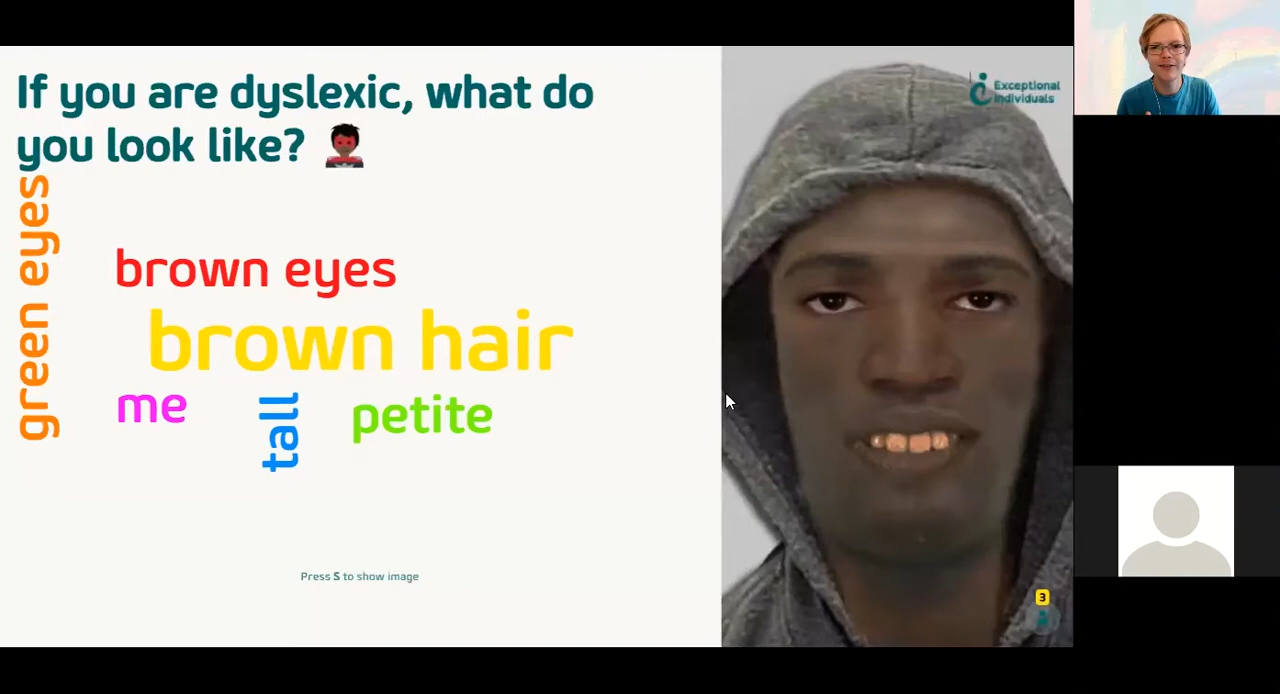 If you are dyslexic, what do
you look like?
Exceptional
individuals
green eyes
brown eyes
brown hair
me
tall
petite
Press S to show image
3